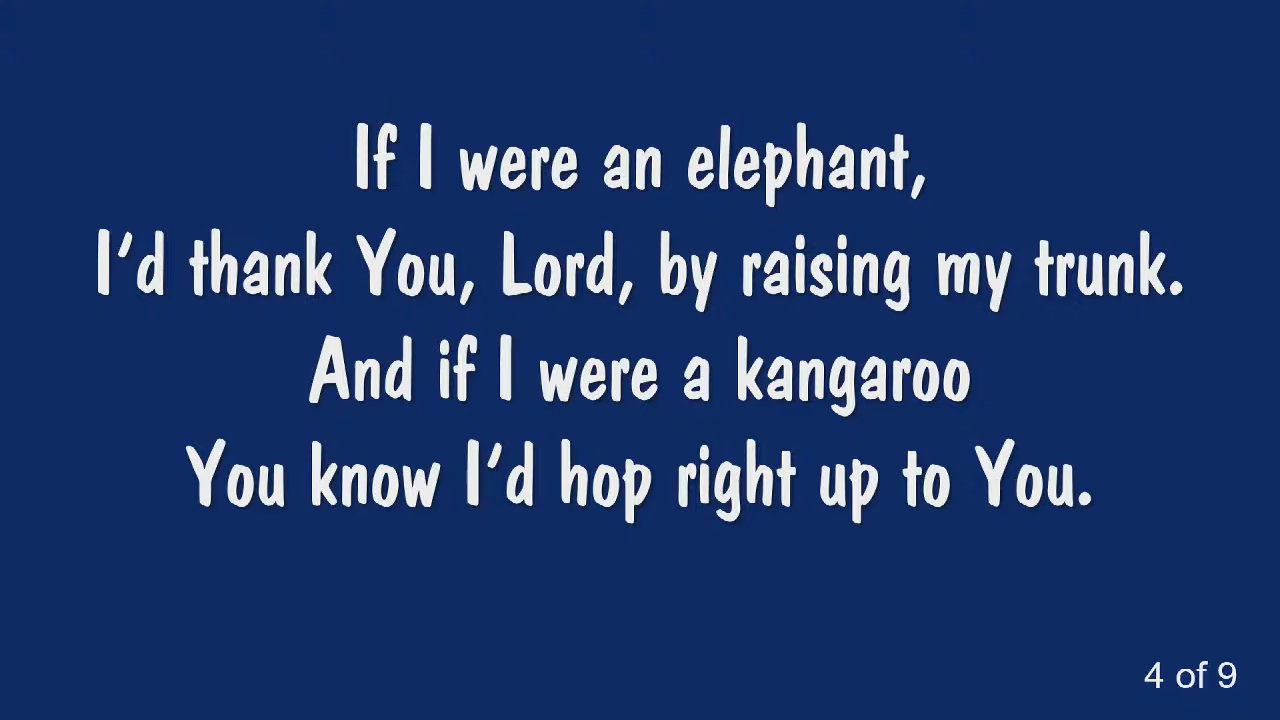 If I were an elephant,
I’d thank You, Lord, by raising my trunk.
And if I were a kangaroo
You know I’d hop right up to You.
4 of 9